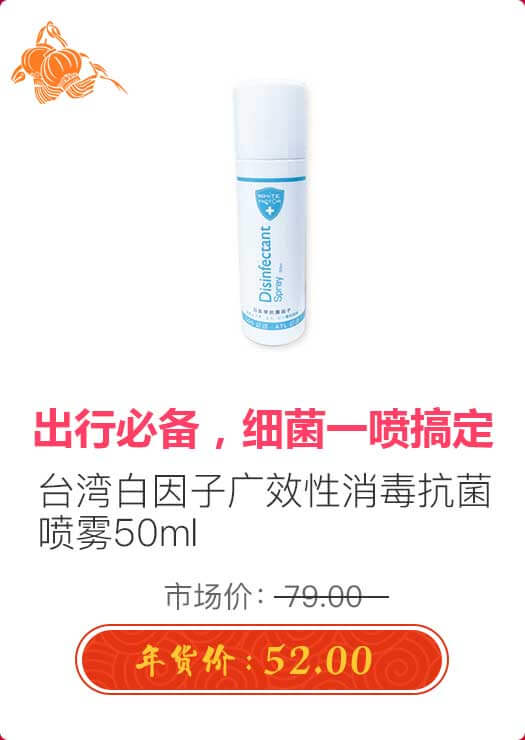 WHITE
FACTOR
Disinfectant
Spray
出行必备，细菌一喷搞定
台湾白因子广效性消毒抗菌
喷雾50ml
市场价：79.00
年货价：52.00